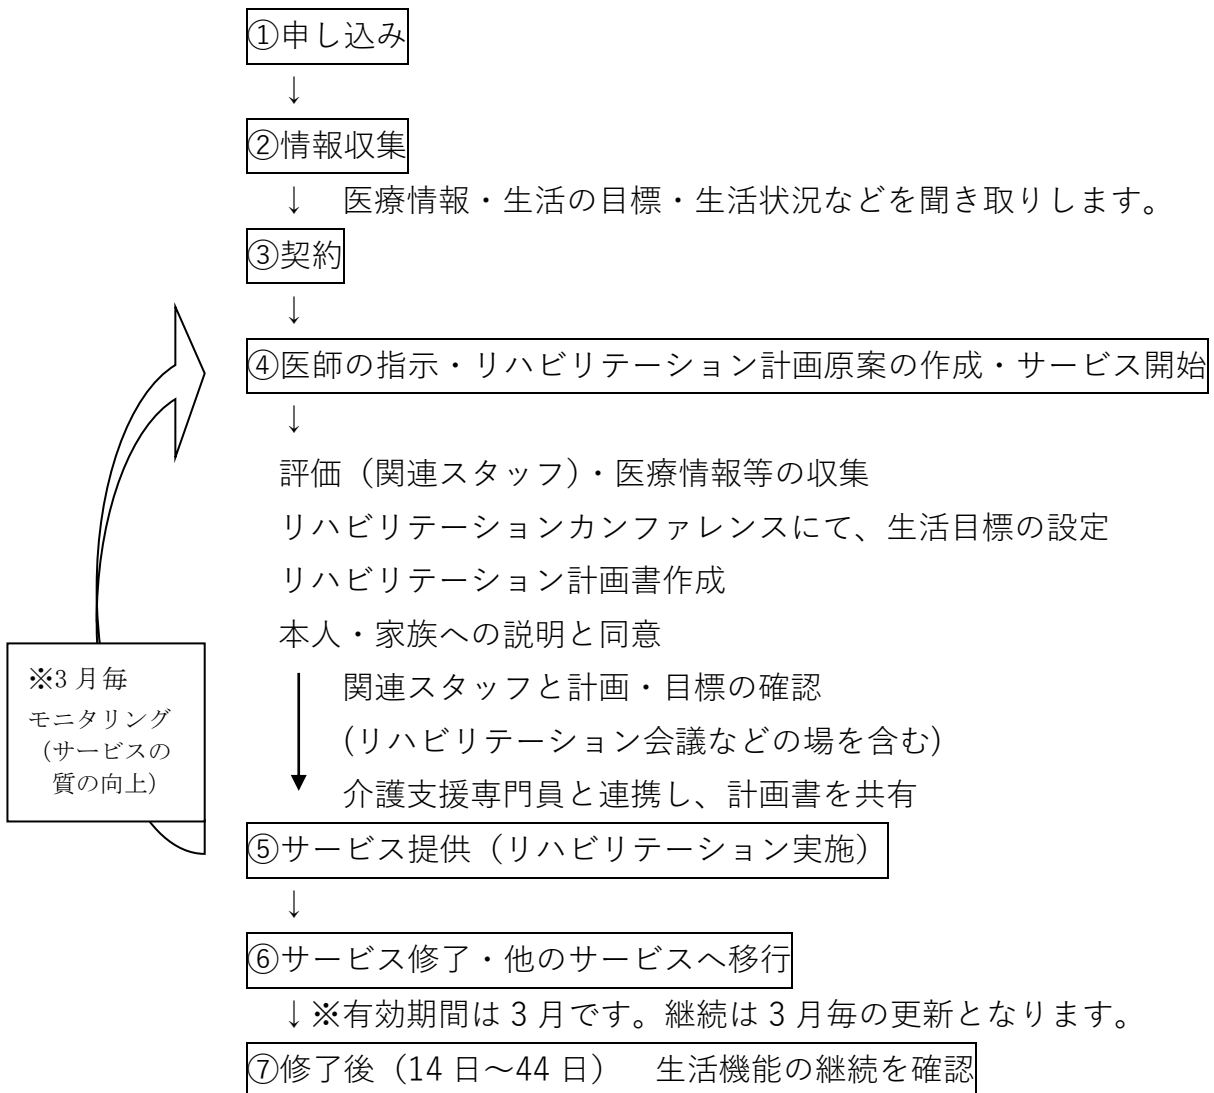 ①申し込み
↓
②情報収集
↓　医療情報・生活の目標・生活状況などを聞き取りします。
③契約
↓
④医師の指示・リハビリテーション計画原案の作成・サービス開始
↓
評価（関連スタッフ）・医療情報等の収集
リハビリテーションカンファレンスにて、生活目標の設定
リハビリテーション計画書作成
本人・家族への説明と同意
関連スタッフと計画・目標の確認
(リハビリテーション会議などの場を含む)
介護支援専門員と連携し、計画書を共有
※3 月毎
モニタリング
（サービスの
質の向上）
⑤サービス提供（リハビリテーション実施）
↓
⑥サービス修了・他のサービスへ移行
↓※有効期間は 3 月です。継続は 3 月毎の更新となります。
⑦修了後（14 日～44 日）　生活機能の継続を確認